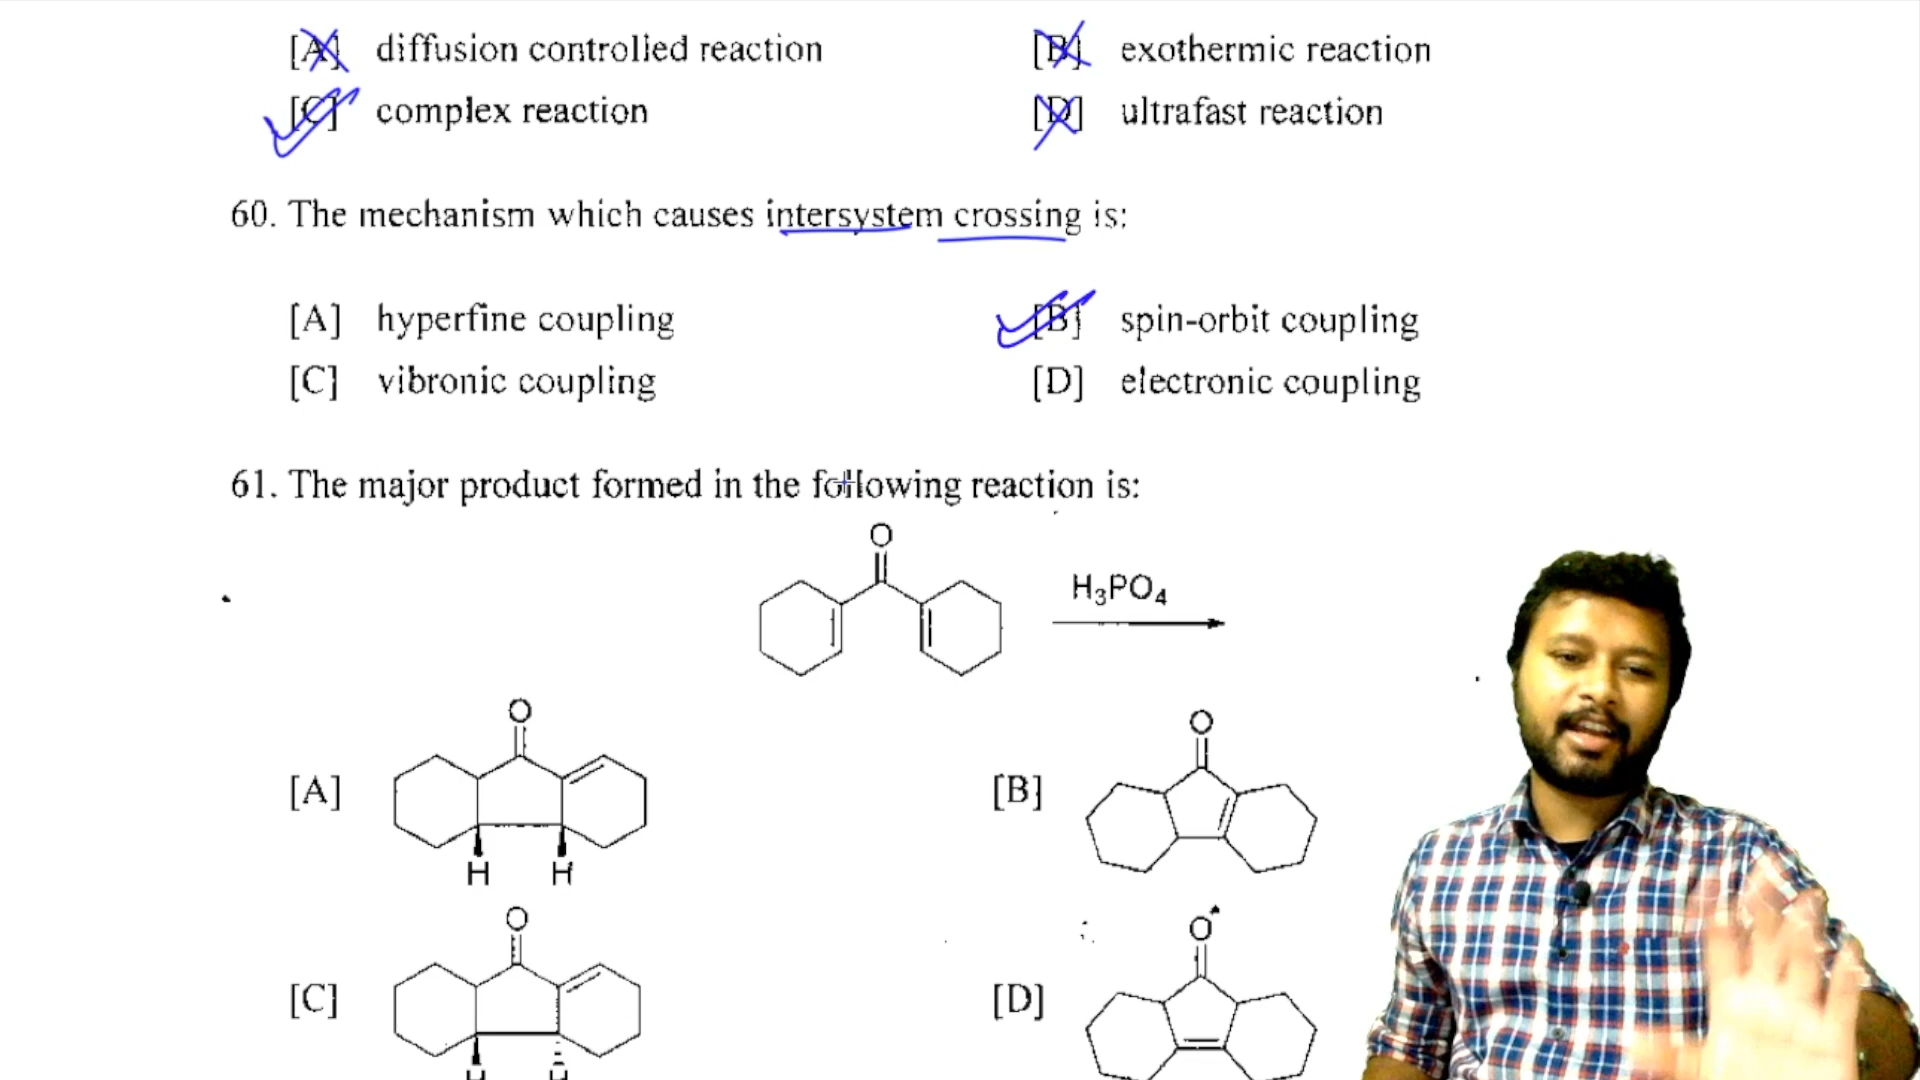 [A] diffusion controlled reaction [B] exothermic reaction
[C] complex reaction [D] ultrafast reaction
60. The mechanism which causes intersystem crossing is:
[A] hyperfine coupling [B] spin-orbit coupling
[C] vibronic coupling [D] electronic coupling
61. The major product formed in the following reaction is:
O
H₃PO₄
O O
[A] [B]
H H
O O
[C] [D]
H H